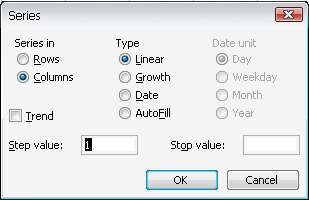 Series
Series in
Rows
Columns
Trend
Type
Linear
Growth
Date
AutoFill
Date unit
Day
Weekday
Month
Year
Step value: 1
Stop value:
OK
Cancel